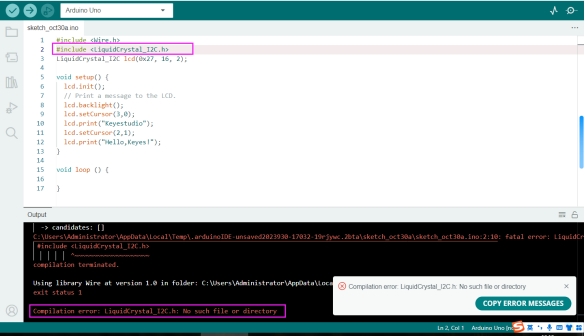 Arduino Uno
sketch_oct30a.ino
1 #include <Wire.h>
2 #include <LiquidCrystal_I2C.h>
3 LiquidCrystal_I2C lcd(0x27, 16, 2);
4
5 void setup() {
6 lcd.init();
7 // Print a message to the LCD.
8 lcd.backlight();
9 lcd.setCursor(3,0);
10 lcd.print("Keyestudio");
11 lcd.setCursor(2,1);
12 lcd.print("Hello,Keyes!");
13 }
14
15 void loop () {
16
17 }
Output
-> candidates: []
C:\Users\Administrator\AppData\Local\Temp\.arduinoIDE-unsaved2023930-17032-19rjywc.2bta\sketch_oct30a\sketch_oct30a.ino:2:10: fatal error: LiquidCr
#include <LiquidCrystal_I2C.h>
^~~~~~~~~~~~~~~~~~~~~
compilation terminated.
Using library Wire at version 1.0 in folder: C:\Users\Administrator\AppData\Loca
exit status 1
Compilation error: LiquidCrystal_I2C.h: No such file or directory
Compilation error: LiquidCrystal_I2C.h: No such file or directory
COPY ERROR MESSAGES
Ln 2, Col 1 Arduino Uno